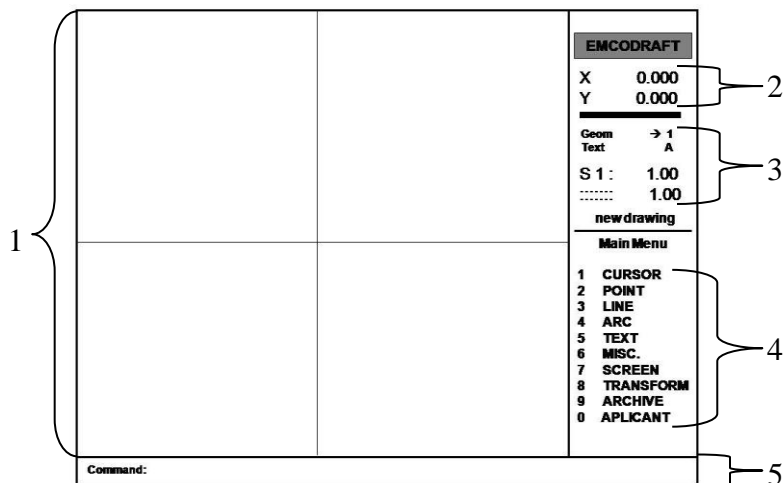 EMCODRAFT
X 0.000
Y 0.000
2
Geom → 1
Text A
S 1 : 1.00
1.00
3
new drawing
1
Main Menu
1 CURSOR
2 POINT
3 LINE
4 ARC
5 TEXT
6 MISC.
7 SCREEN
8 TRANSFORM
9 ARCHIVE
0 APLICANT
4
Command:
5